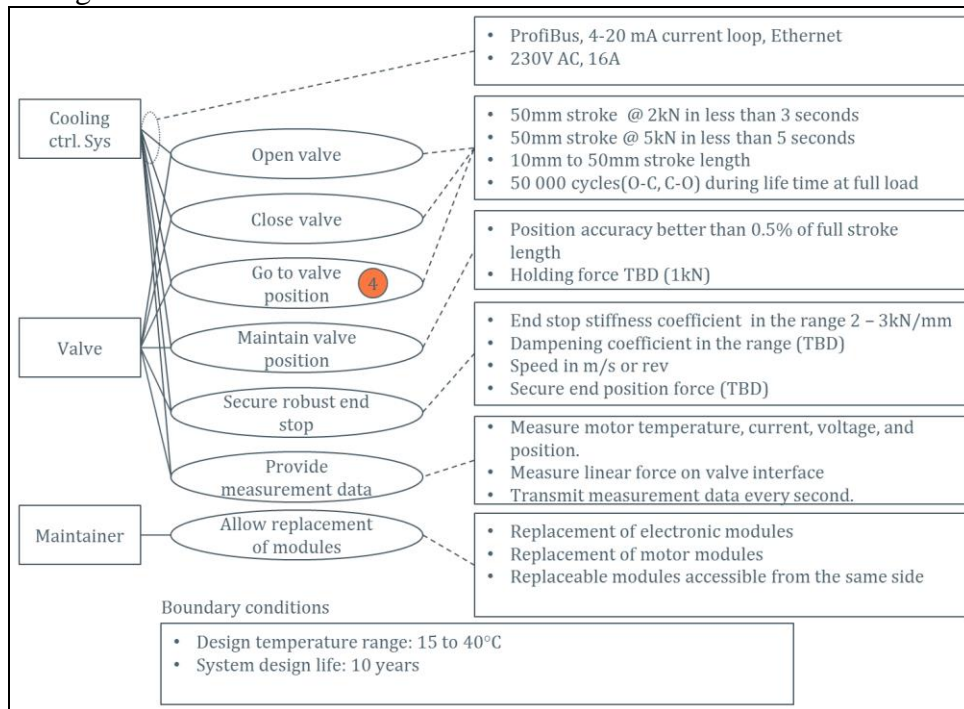 • ProfiBus, 4-20 mA current loop, Ethernet
• 230V AC, 16A
Cooling
ctrl. Sys
Open valve
• 50mm stroke @ 2kN in less than 3 seconds
• 50mm stroke @ 5kN in less than 5 seconds
• 10mm to 50mm stroke length
• 50 000 cycles(O-C, C-O) during life time at full load
Close valve
Go to valve
position
4
• Position accuracy better than 0.5% of full stroke
length
• Holding force TBD (1kN)
Valve
Maintain valve
position
Secure robust end
stop
• End stop stiffness coefficient in the range 2 – 3kN/mm
• Dampening coefficient in the range (TBD)
• Speed in m/s or rev
• Secure end position force (TBD)
Provide
measurement data
• Measure motor temperature, current, voltage, and
position.
• Measure linear force on valve interface
• Transmit measurement data every second.
Maintainer
Allow replacement
of modules
• Replacement of electronic modules
• Replacement of motor modules
• Replaceable modules accessible from the same side
Boundary conditions
• Design temperature range: 15 to 40°C
• System design life: 10 years